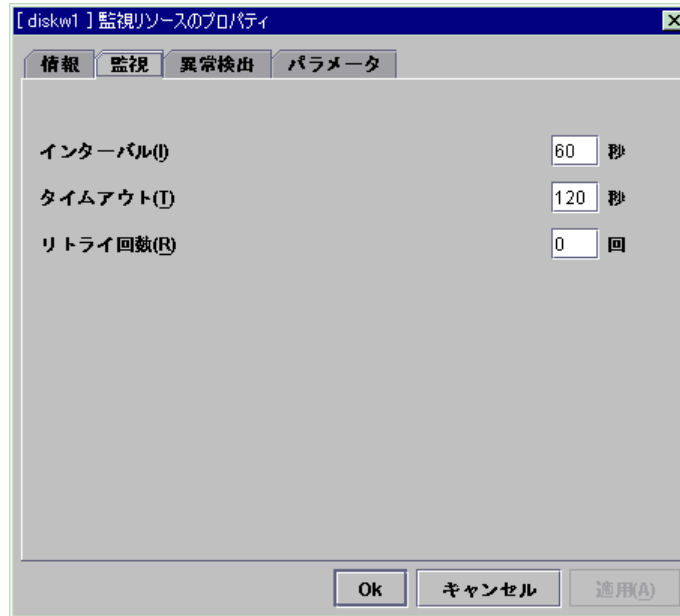 [ diskw1 ] 監視リソースのプロパティ
情報 監視 異常検出 パラメータ
インターバル(I) 60 秒
タイムアウト(T) 120 秒
リトライ回数(R) 0 回
Ok キャンセル 適用(A)